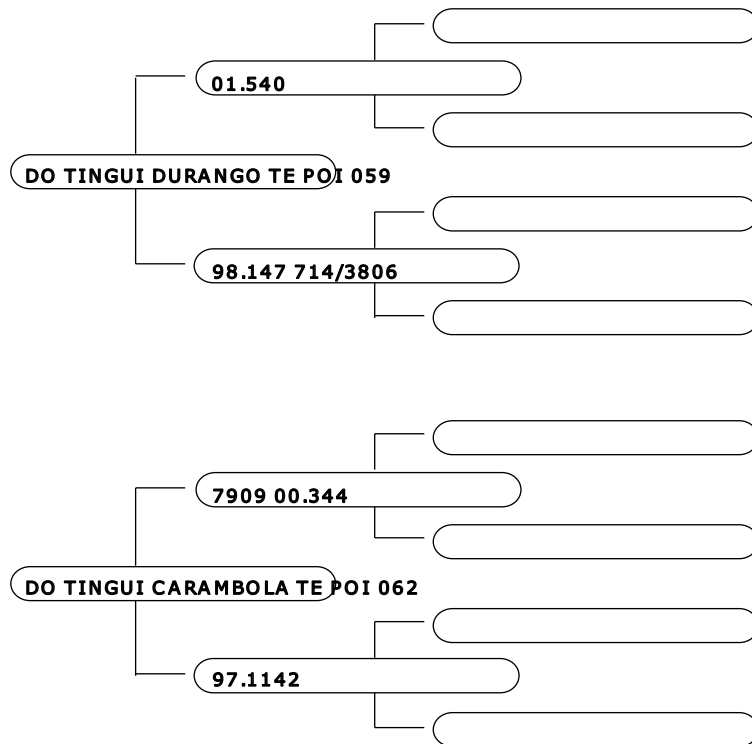 01.540
DO TINGUI DURANGO TE POI 059
98.147 714/3806
7909 00.344
DO TINGUI CARAMBOLA TE POI 062
97.1142